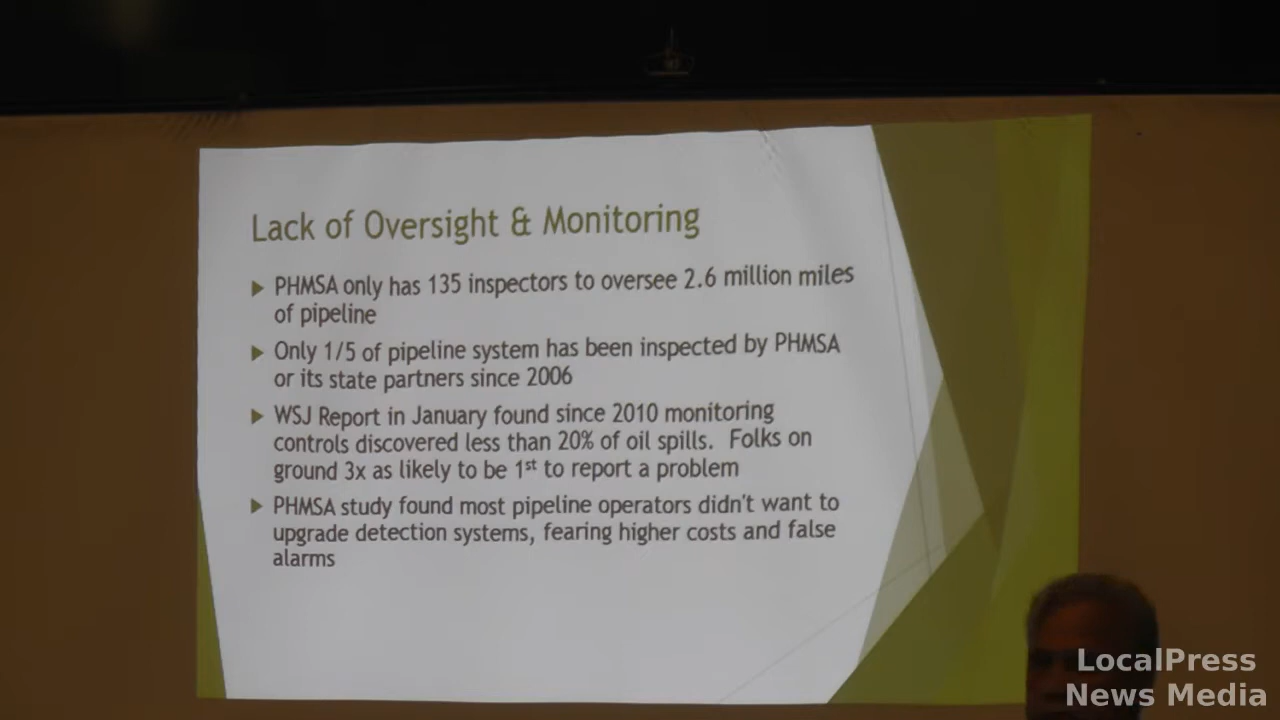 Lack of Oversight & Monitoring
PHMSA only has 135 inspectors to oversee 2.6 million miles
of pipeline
Only 1/5 of pipeline system has been inspected by PHMSA
or its state partners since 2006
WSJ Report in January found since 2010 monitoring
controls discovered less than 20% of oil spills. Folks on
ground 3x as likely to be 1st to report a problem
PHMSA study found most pipeline operators didn't want to
upgrade detection systems, fearing higher costs and false
alarms
LocalPress
News Media